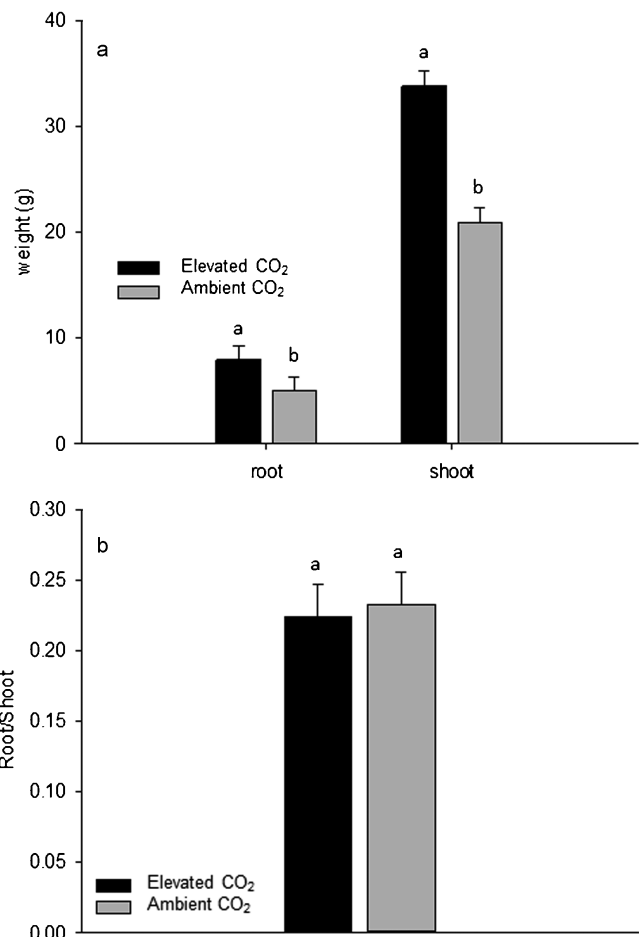 40
a
a
30
b
weight (g)
20
Elevated CO₂
Ambient CO₂
a
10
b
0
root shoot
0.30
b
a a
0.25
0.20
Root/Shoot
0.15
0.10
0.05
Elevated CO₂
Ambient CO₂
0.00